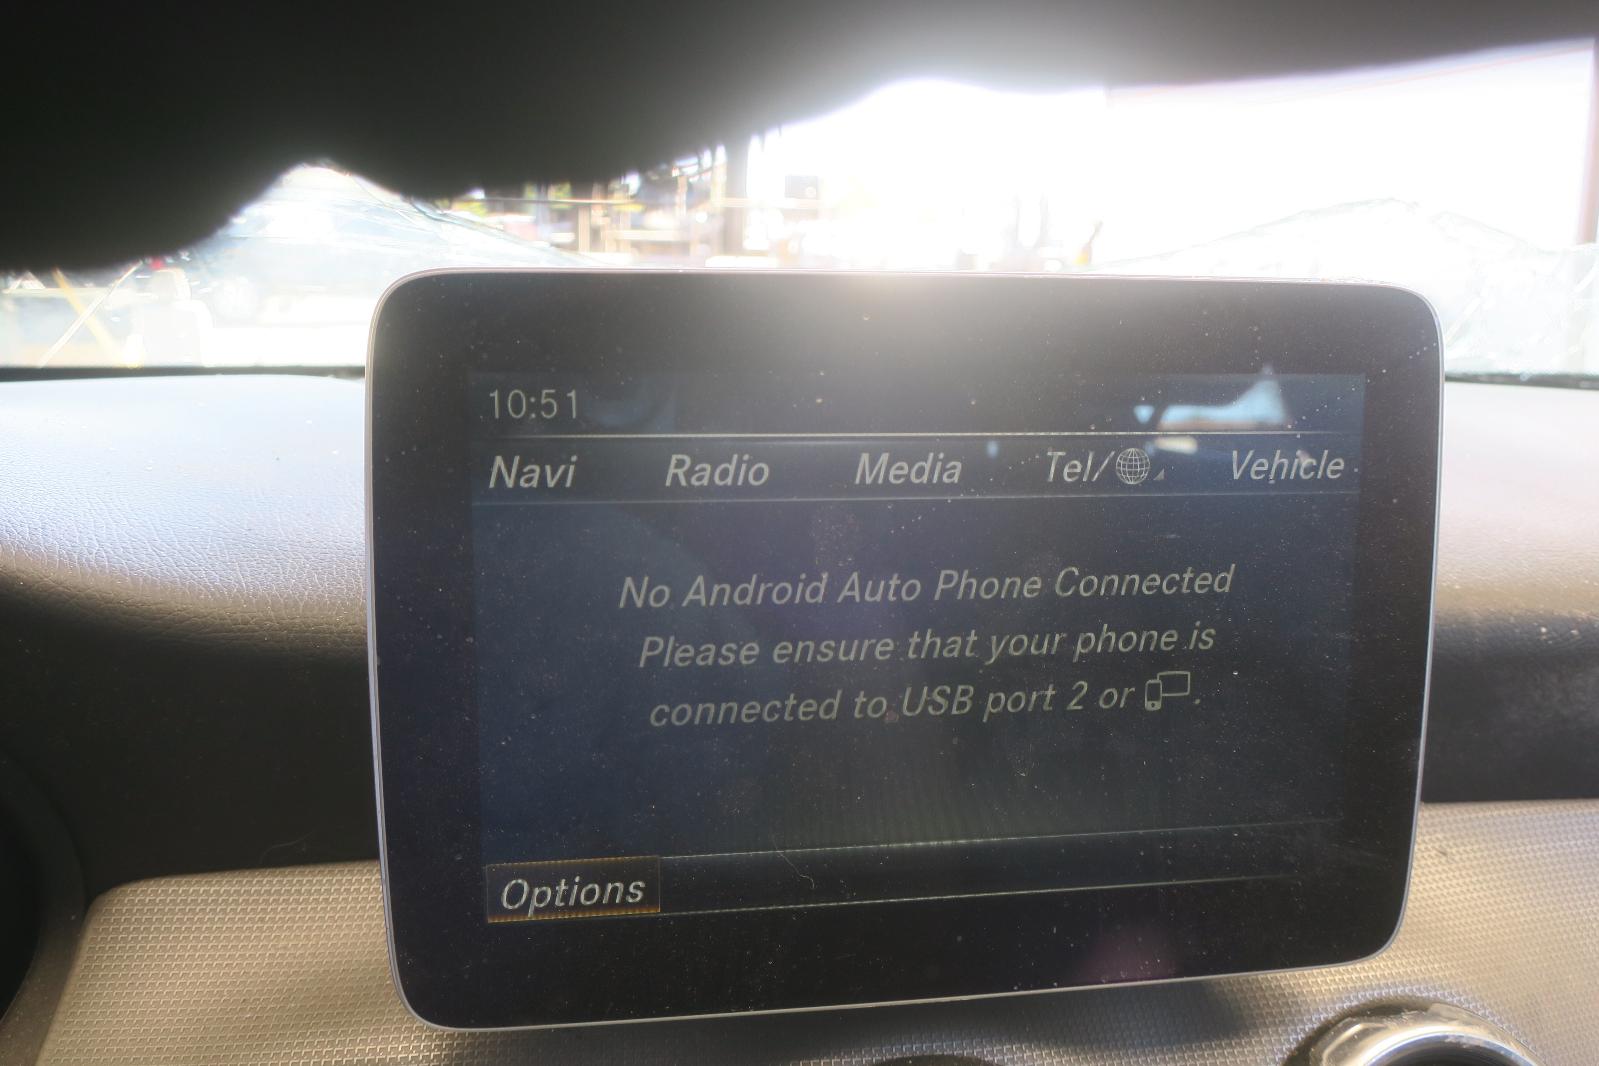 10:51
Navi Radio Media Tel/ Vehicle
No Android Auto Phone Connected
Please ensure that your phone is
connected to USB port 2 or .
Options